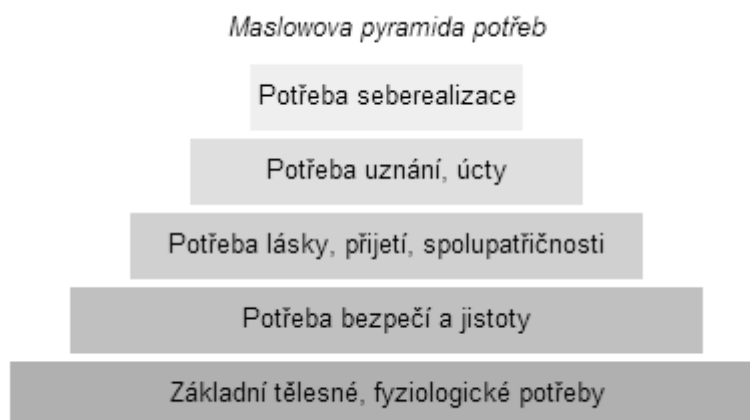 Maslowova pyramida potřeb
Potřeba seberealizace
Potřeba uznání, úcty
Potřeba lásky, přijetí, spolupatřičnosti
Potřeba bezpečí a jistoty
Základní tělesné, fyziologické potřeby